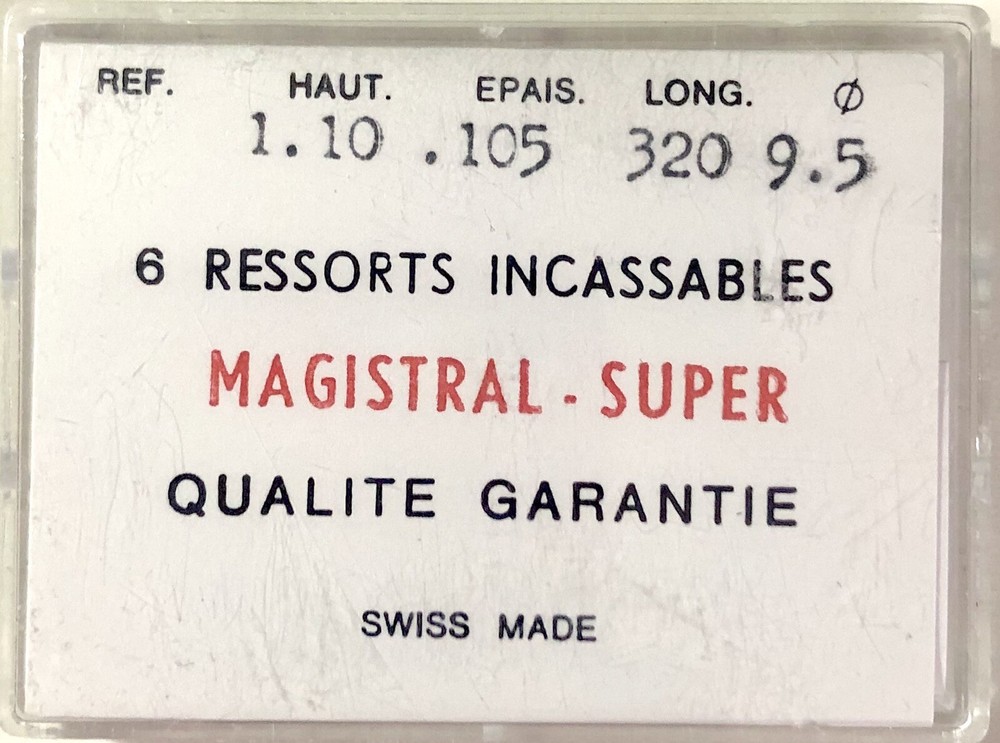 REF. HAUT. EPAIS. LONG. Ø
1.10 .105 320 9.5
6 RESSORTS INCASSABLES
MAGISTRAL - SUPER
QUALITE GARANTIE
SWISS MADE